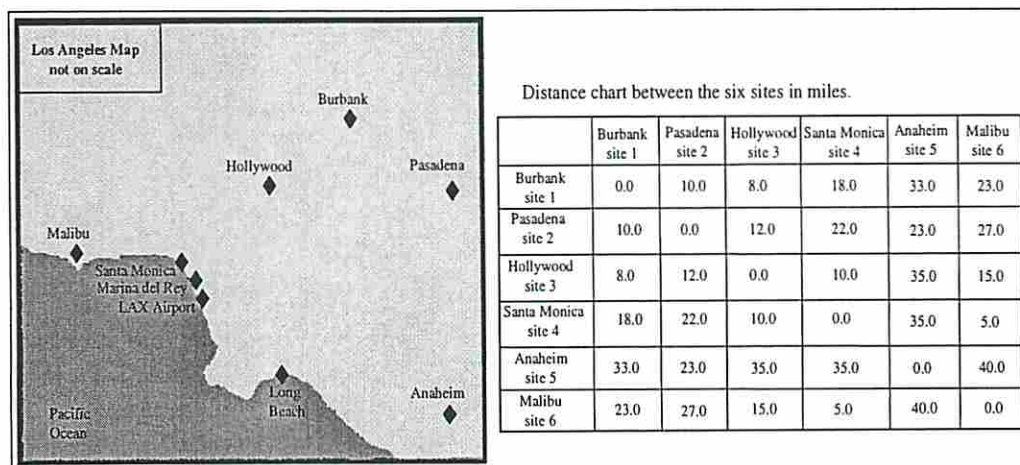 Los Angeles Map
not on scale
Burbank
Hollywood
Pasadena
Malibu
Santa Monica
Marina del Rey
LAX Airport
Long
Beach
Anaheim
Pacific
Ocean
Distance chart between the six sites in miles.
Burbank Pasadena Hollywood Santa Monica Anaheim Malibu
site 1 site 2 site 3 site 4 site 5 site 6
Burbank
site 1 0.0 10.0 8.0 18.0 33.0 23.0
Pasadena
site 2 10.0 0.0 12.0 22.0 23.0 27.0
Hollywood
site 3 8.0 12.0 0.0 10.0 35.0 15.0
Santa Monica
site 4 18.0 22.0 10.0 0.0 35.0 5.0
Anaheim
site 5 33.0 23.0 35.0 35.0 0.0 40.0
Malibu
site 6 23.0 27.0 15.0 5.0 40.0 0.0